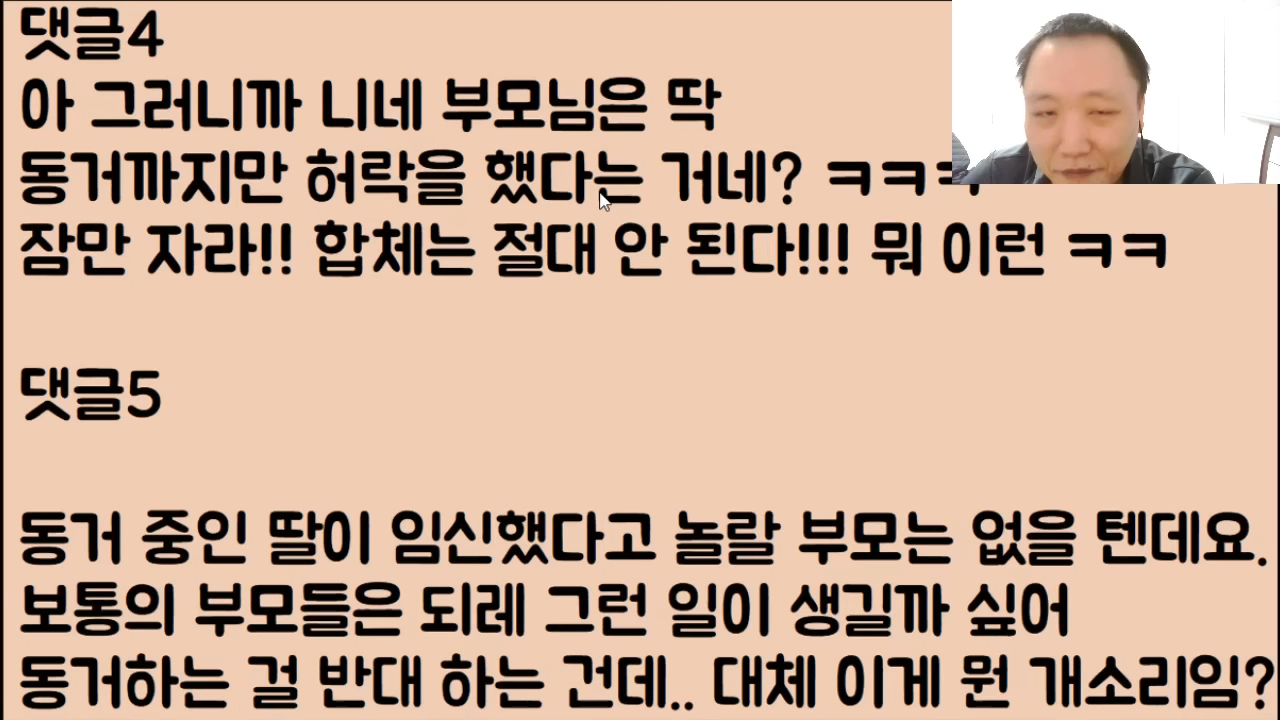 댓글4
아 그러니까 니네 부모님은 딱
동거까지만 허락을 했다는 거네? ㅋㅋㅋ
잠만 자라!! 합체는 절대 안 된다!!! 뭐 이런 ㅋㅋ
댓글5
동거 중인 딸이 임신했다고 놀랄 부모는 없을 텐데요.
보통의 부모들은 되레 그런 일이 생길까 싶어
동거하는 걸 반대 하는 건데.. 대체 이게 뭔 개소리임?